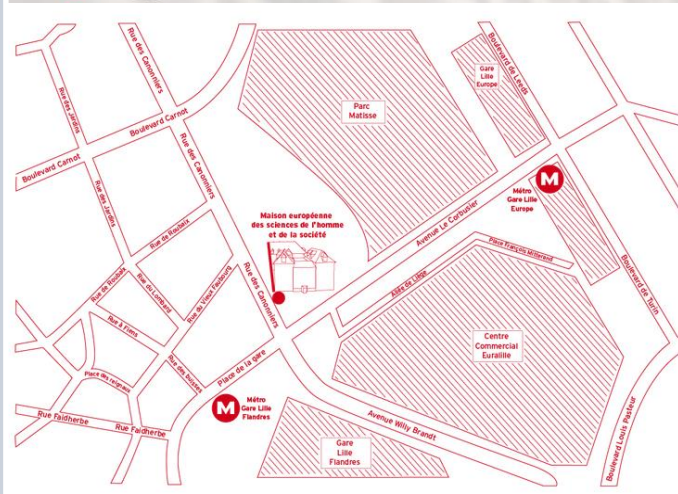 Rue des Canonniers
Boulevard de Leeds
Rue des Jardins
Gare
Lille
Europe
Parc
Matisse
Boulevard Carnot
Boulevard Carnot
Rue des Canonniers
M
Métro
Gare Lille
Europe
Rue des Jardins
Maison européenne
des sciences de l'homme
et de la société
Avenue Le Corbusier
Rue de Roubaix
Place François Mitterand
Rue de Roubaix
Rue du Lombard
Rue du Vieux Faubourg
Rue des Canonniers
Allée de Liège
Boulevard de Turin
Rue à Fiens
Centre
Commercial
Euralille
Place de la gare
Rue des buisses
Place des reignaux
M
Métro
Gare Lille
Flandres
Rue Faidherbe
Rue Faidherbe
Avenue Willy Brandt
Boulevard Louis Pasteur
Gare
Lille
Flandres